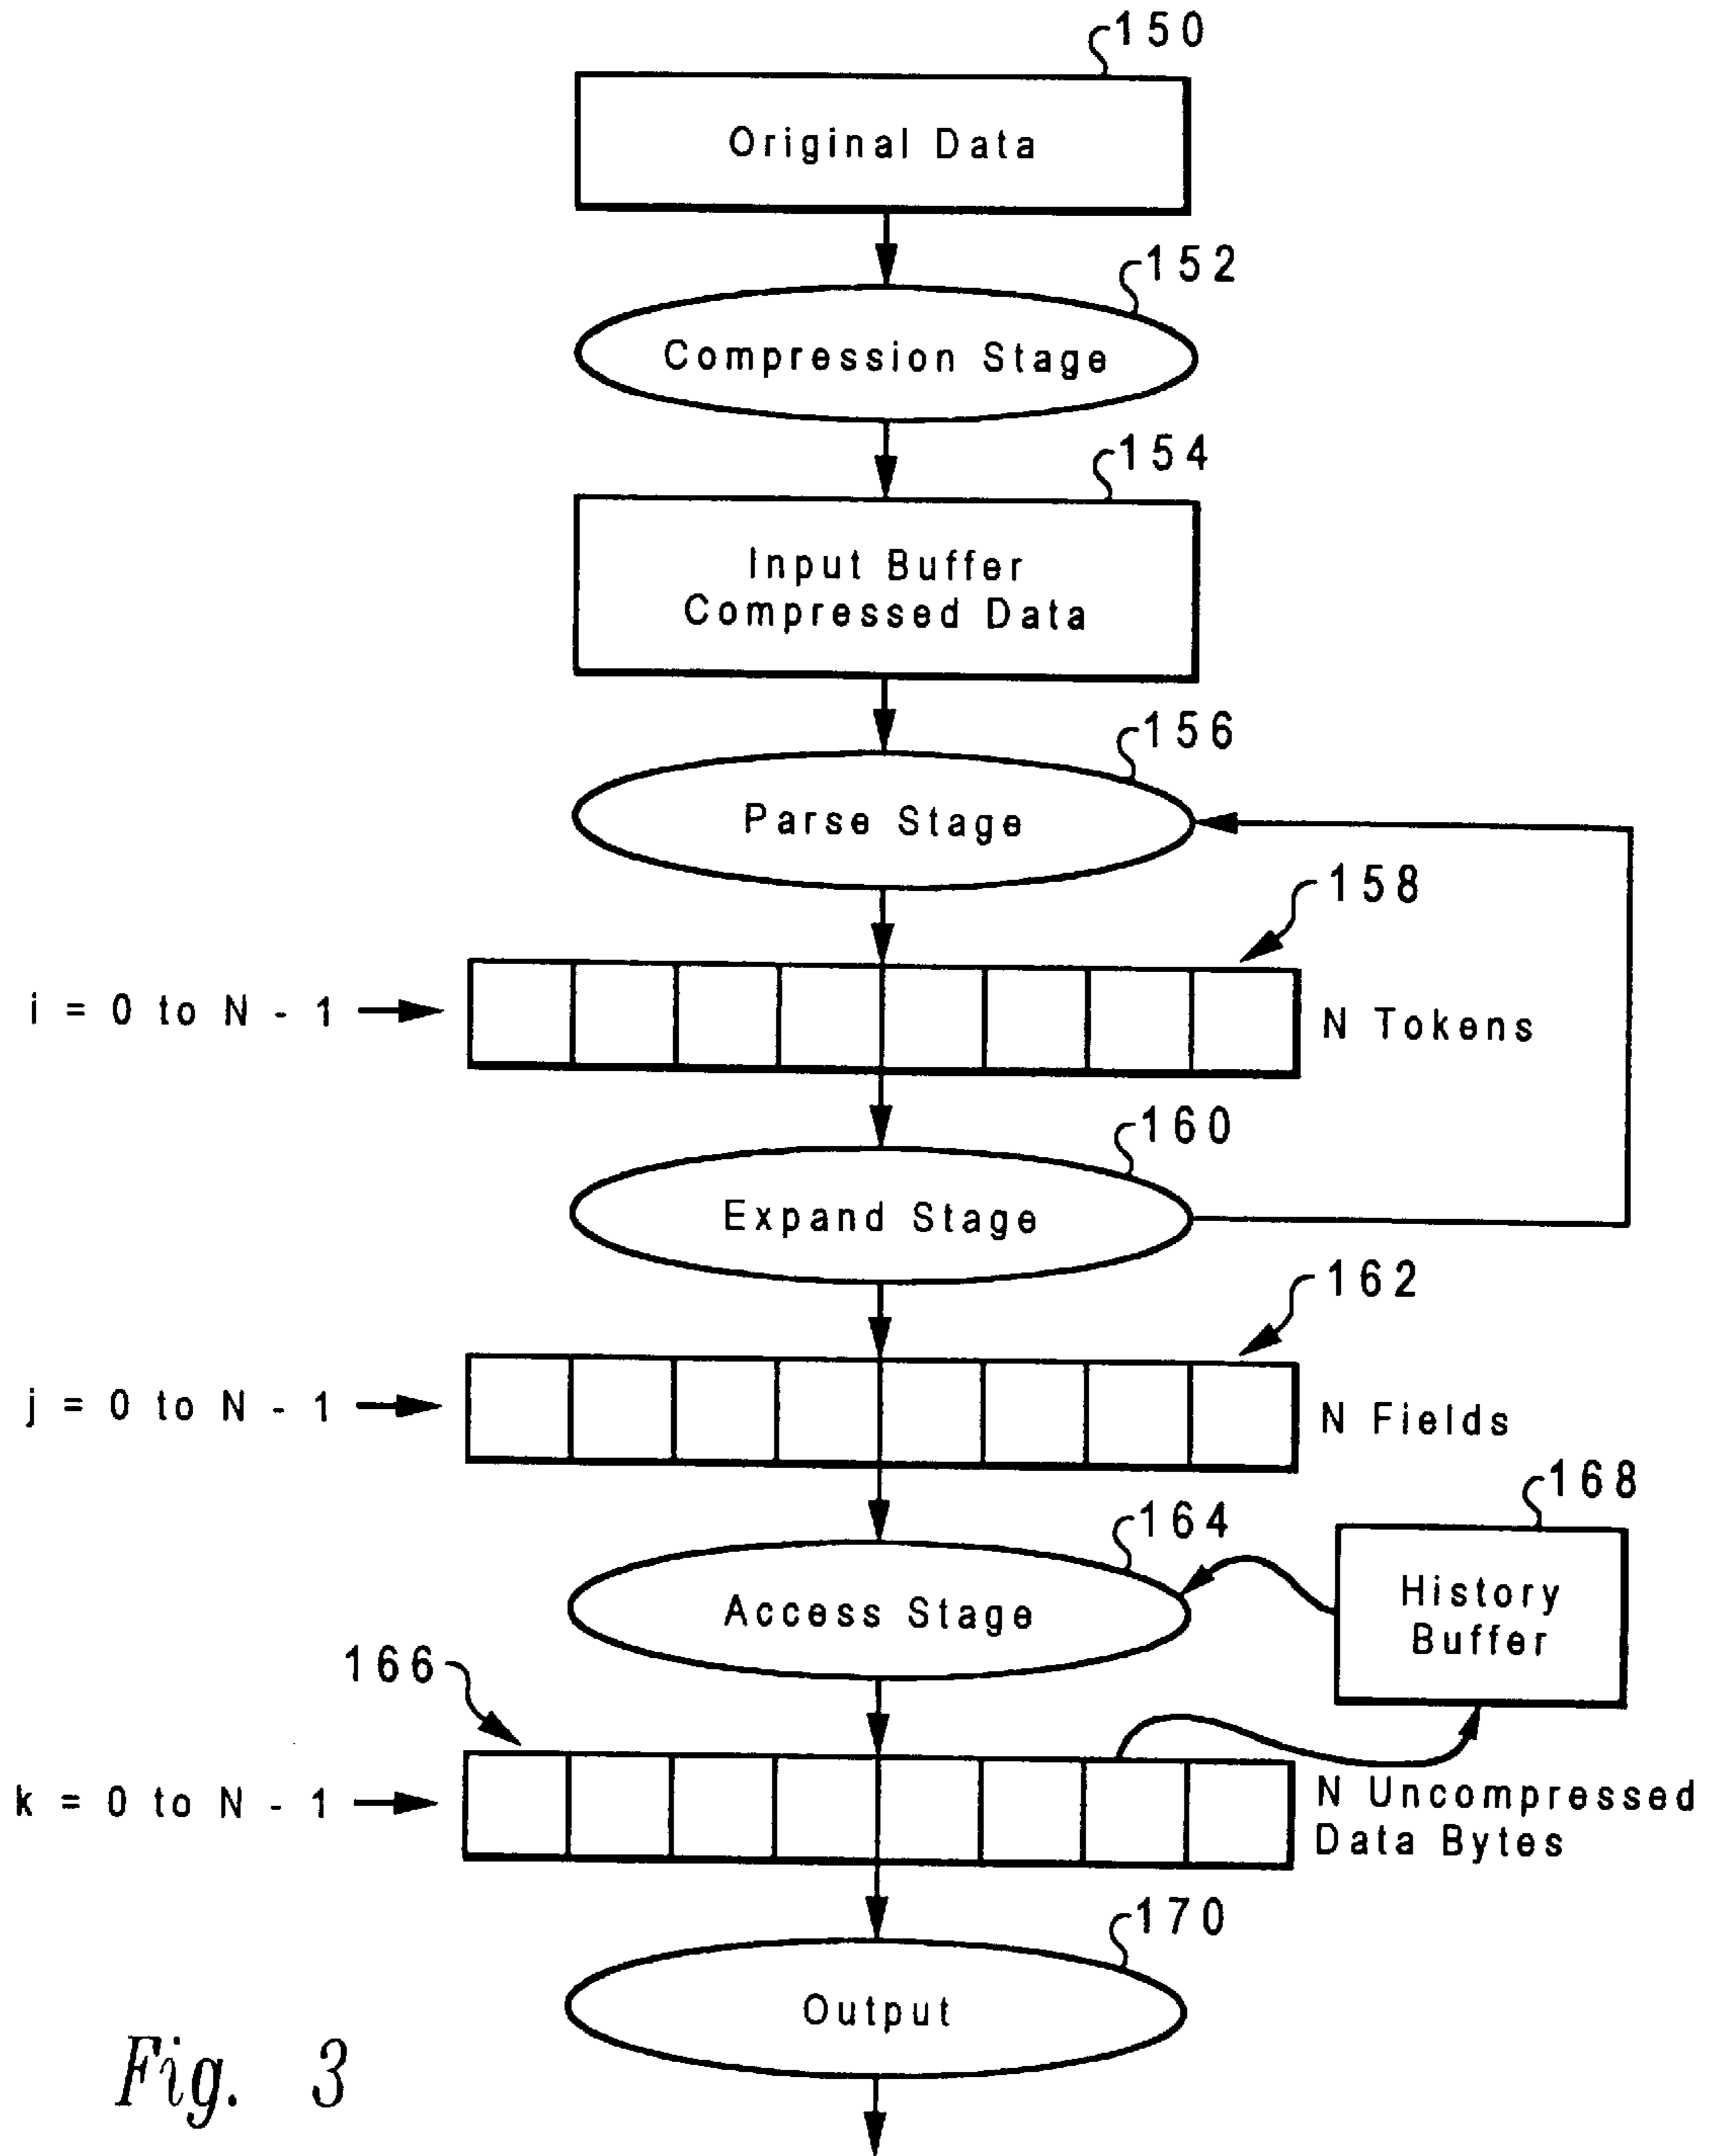 150
Original Data
152
Compression Stage
154
Input Buffer
Compressed Data
156
Parse Stage
158
i = 0 to N - 1
N Tokens
160
Expand Stage
162
j = 0 to N - 1
N Fields
168
164
History
Buffer
Access Stage
166
k = 0 to N - 1
N Uncompressed
Data Bytes
170
Output
Fig. 3